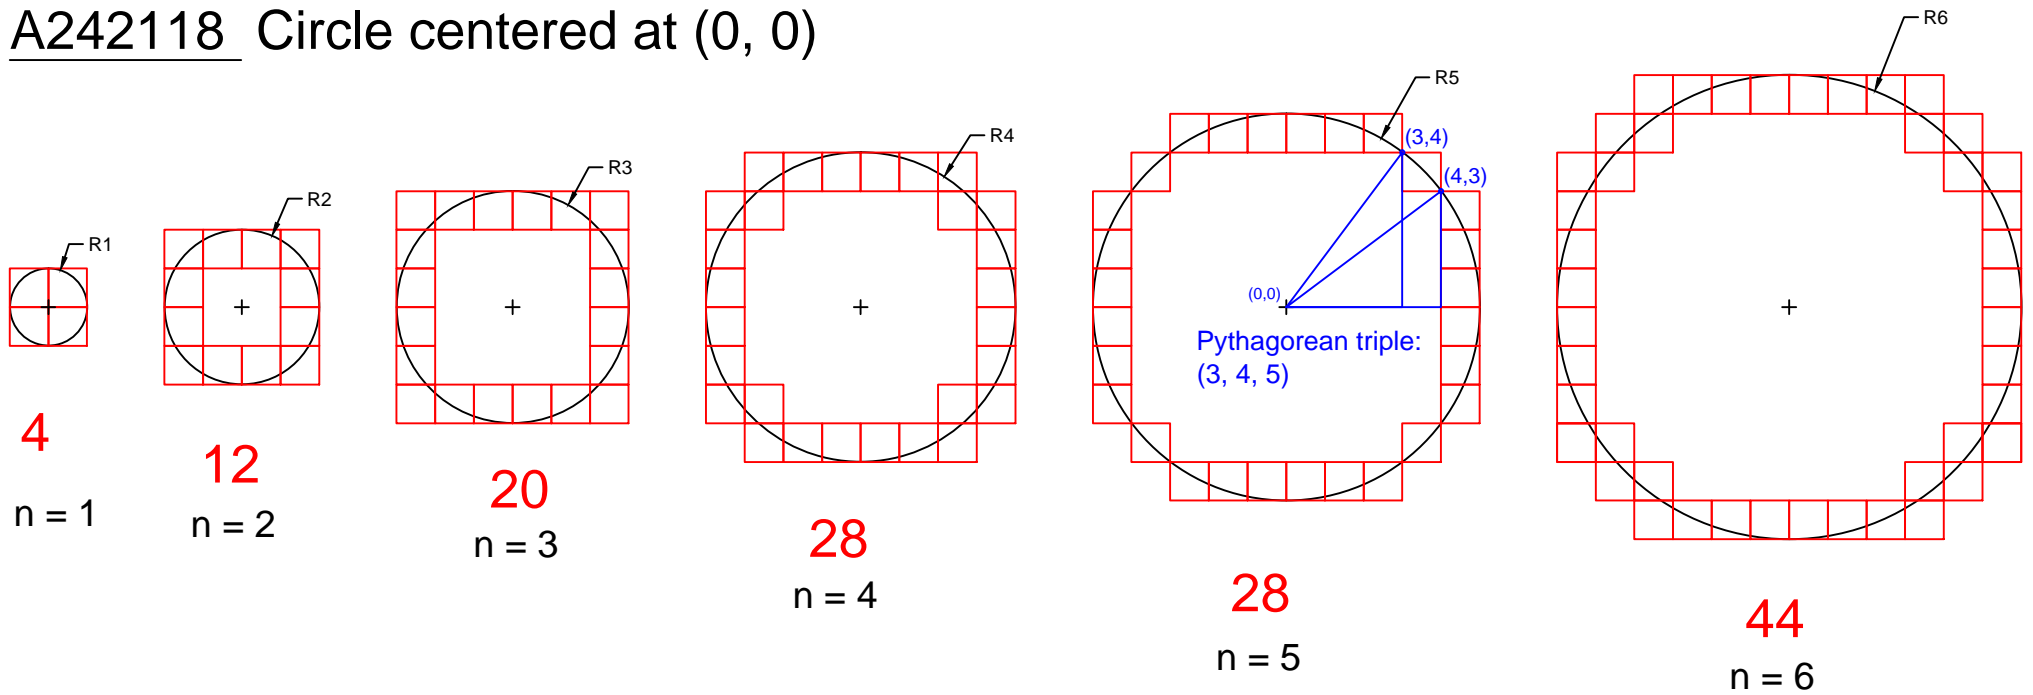 A242118 Circle centered at (0, 0)
R1
4
n = 1
R2
12
n = 2
R3
20
n = 3
R4
28
n = 4
R5
(3,4)
(4,3)
(0,0)
Pythagorean triple:
(3, 4, 5)
28
n = 5
R6
44
n = 6